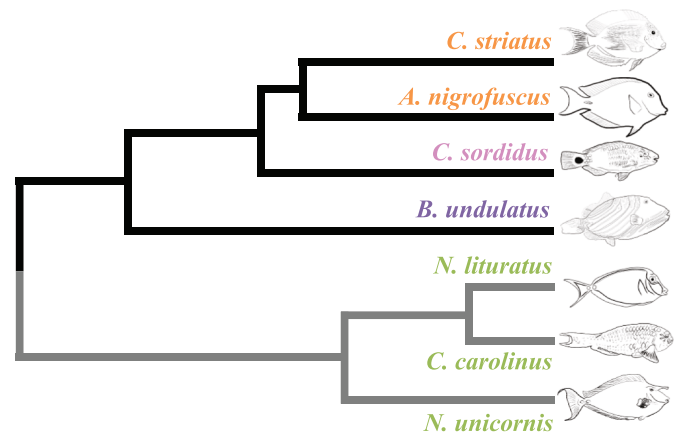 C. striatus
A. nigrofuscus
C. sordidus
B. undulatus
N. lituratus
C. carolinus
N. unicornis